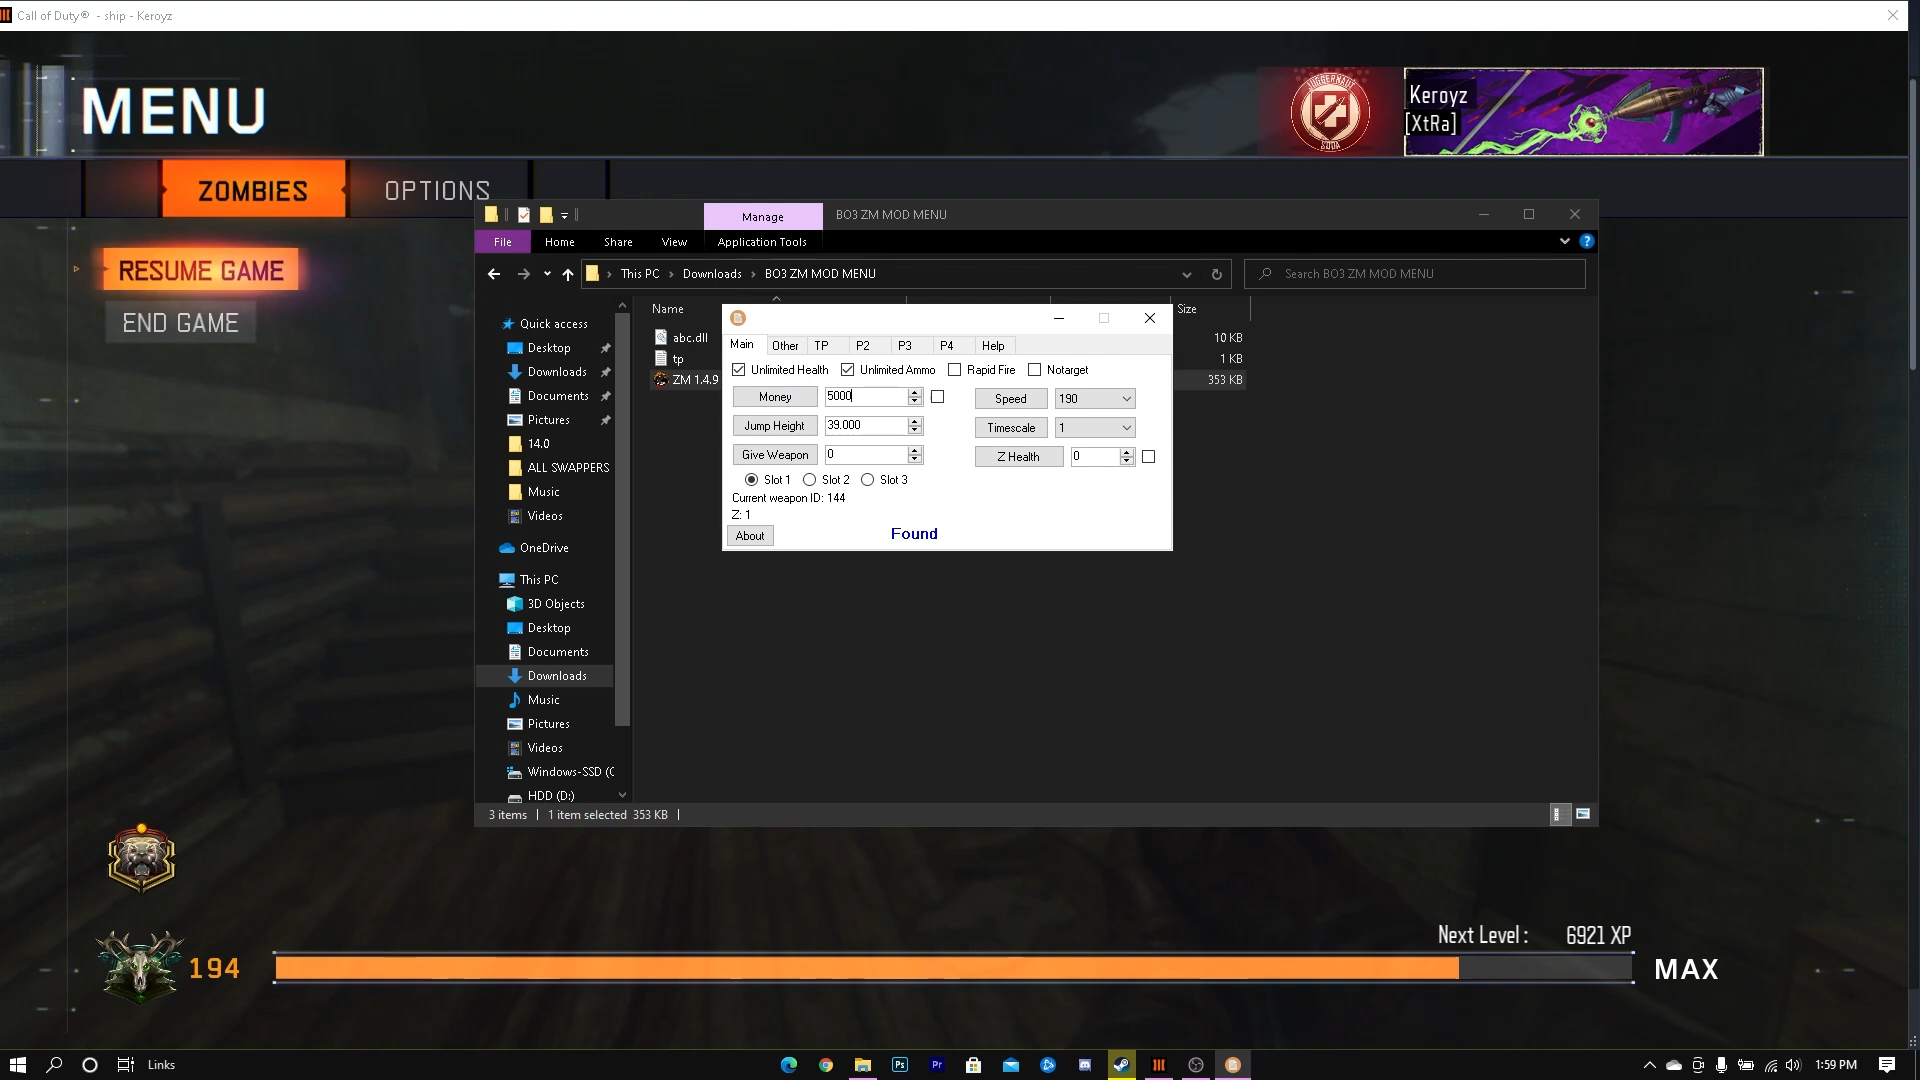 Call of Duty® - ship - Keroyz
MENU
JUGGERNAUT
SODA
Keroyz
[XtRa]
ZOMBIES
OPTIONS
RESUME GAME
END GAME
Manage
BO3 ZM MOD MENU
File
Home
Share
View
Application Tools
This PC
Downloads
BO3 ZM MOD MENU
Search BO3 ZM MOD MENU
Name
Size
Quick access
Desktop
Downloads
Documents
Pictures
14.0
ALL SWAPPERS
Music
Videos
OneDrive
This PC
3D Objects
Desktop
Documents
Downloads
Music
Pictures
Videos
Windows-SSD (C
HDD (D:)
abc.dll
10 KB
tp
1 KB
ZM 1.4.9
353 KB
Main
Other
TP
P2
P3
P4
Help
Unlimited Health
Unlimited Ammo
Rapid Fire
Notarget
Money
5000
Speed
190
Jump Height
39.000
Timescale
1
Give Weapon
0
Z Health
0
Slot 1
Slot 2
Slot 3
Current weapon ID: 144
Z: 1
About
Found
3 items
1 item selected 353 KB
Next Level :
6921 XP
194
MAX
Links
Ps
Pr
1:59 PM